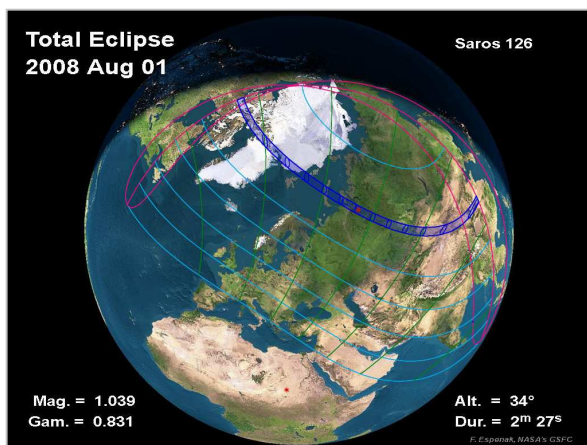 Total Eclipse
2008 Aug 01
Saros 126
Mag. = 1.039
Gam. = 0.831
Alt. = 34°
Dur. = 2ᵐ 27ˢ
F. Espenak, NASA's GSFC